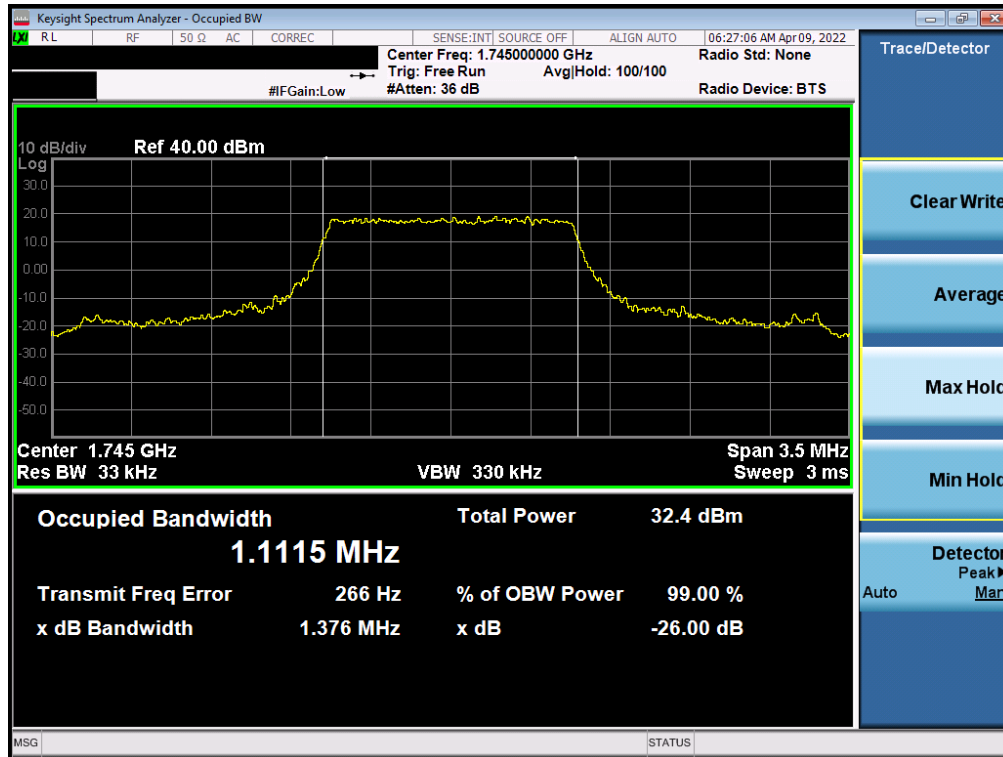 Keysight Spectrum Analyzer - Occupied BW
LXI RL RF 50 Ω AC CORREC SENSE:INT SOURCE OFF ALIGN AUTO 06:27:06 AM Apr 09, 2022
Center Freq: 1.745000000 GHz Radio Std: None
Trig: Free Run Avg|Hold: 100/100
#IFGain:Low #Atten: 36 dB Radio Device: BTS
Trace/Detector
10 dB/div Ref 40.00 dBm
Log
30.0
20.0
10.0
0.00
-10.0
-20.0
-30.0
-40.0
-50.0
Center 1.745 GHz Span 3.5 MHz
Res BW 33 kHz VBW 330 kHz Sweep 3 ms
Occupied Bandwidth Total Power 32.4 dBm
1.1115 MHz
Transmit Freq Error 266 Hz % of OBW Power 99.00 %
x dB Bandwidth 1.376 MHz x dB -26.00 dB
Clear Write
Average
Max Hold
Min Hold
Detector
Peak
Auto Man
MSG STATUS